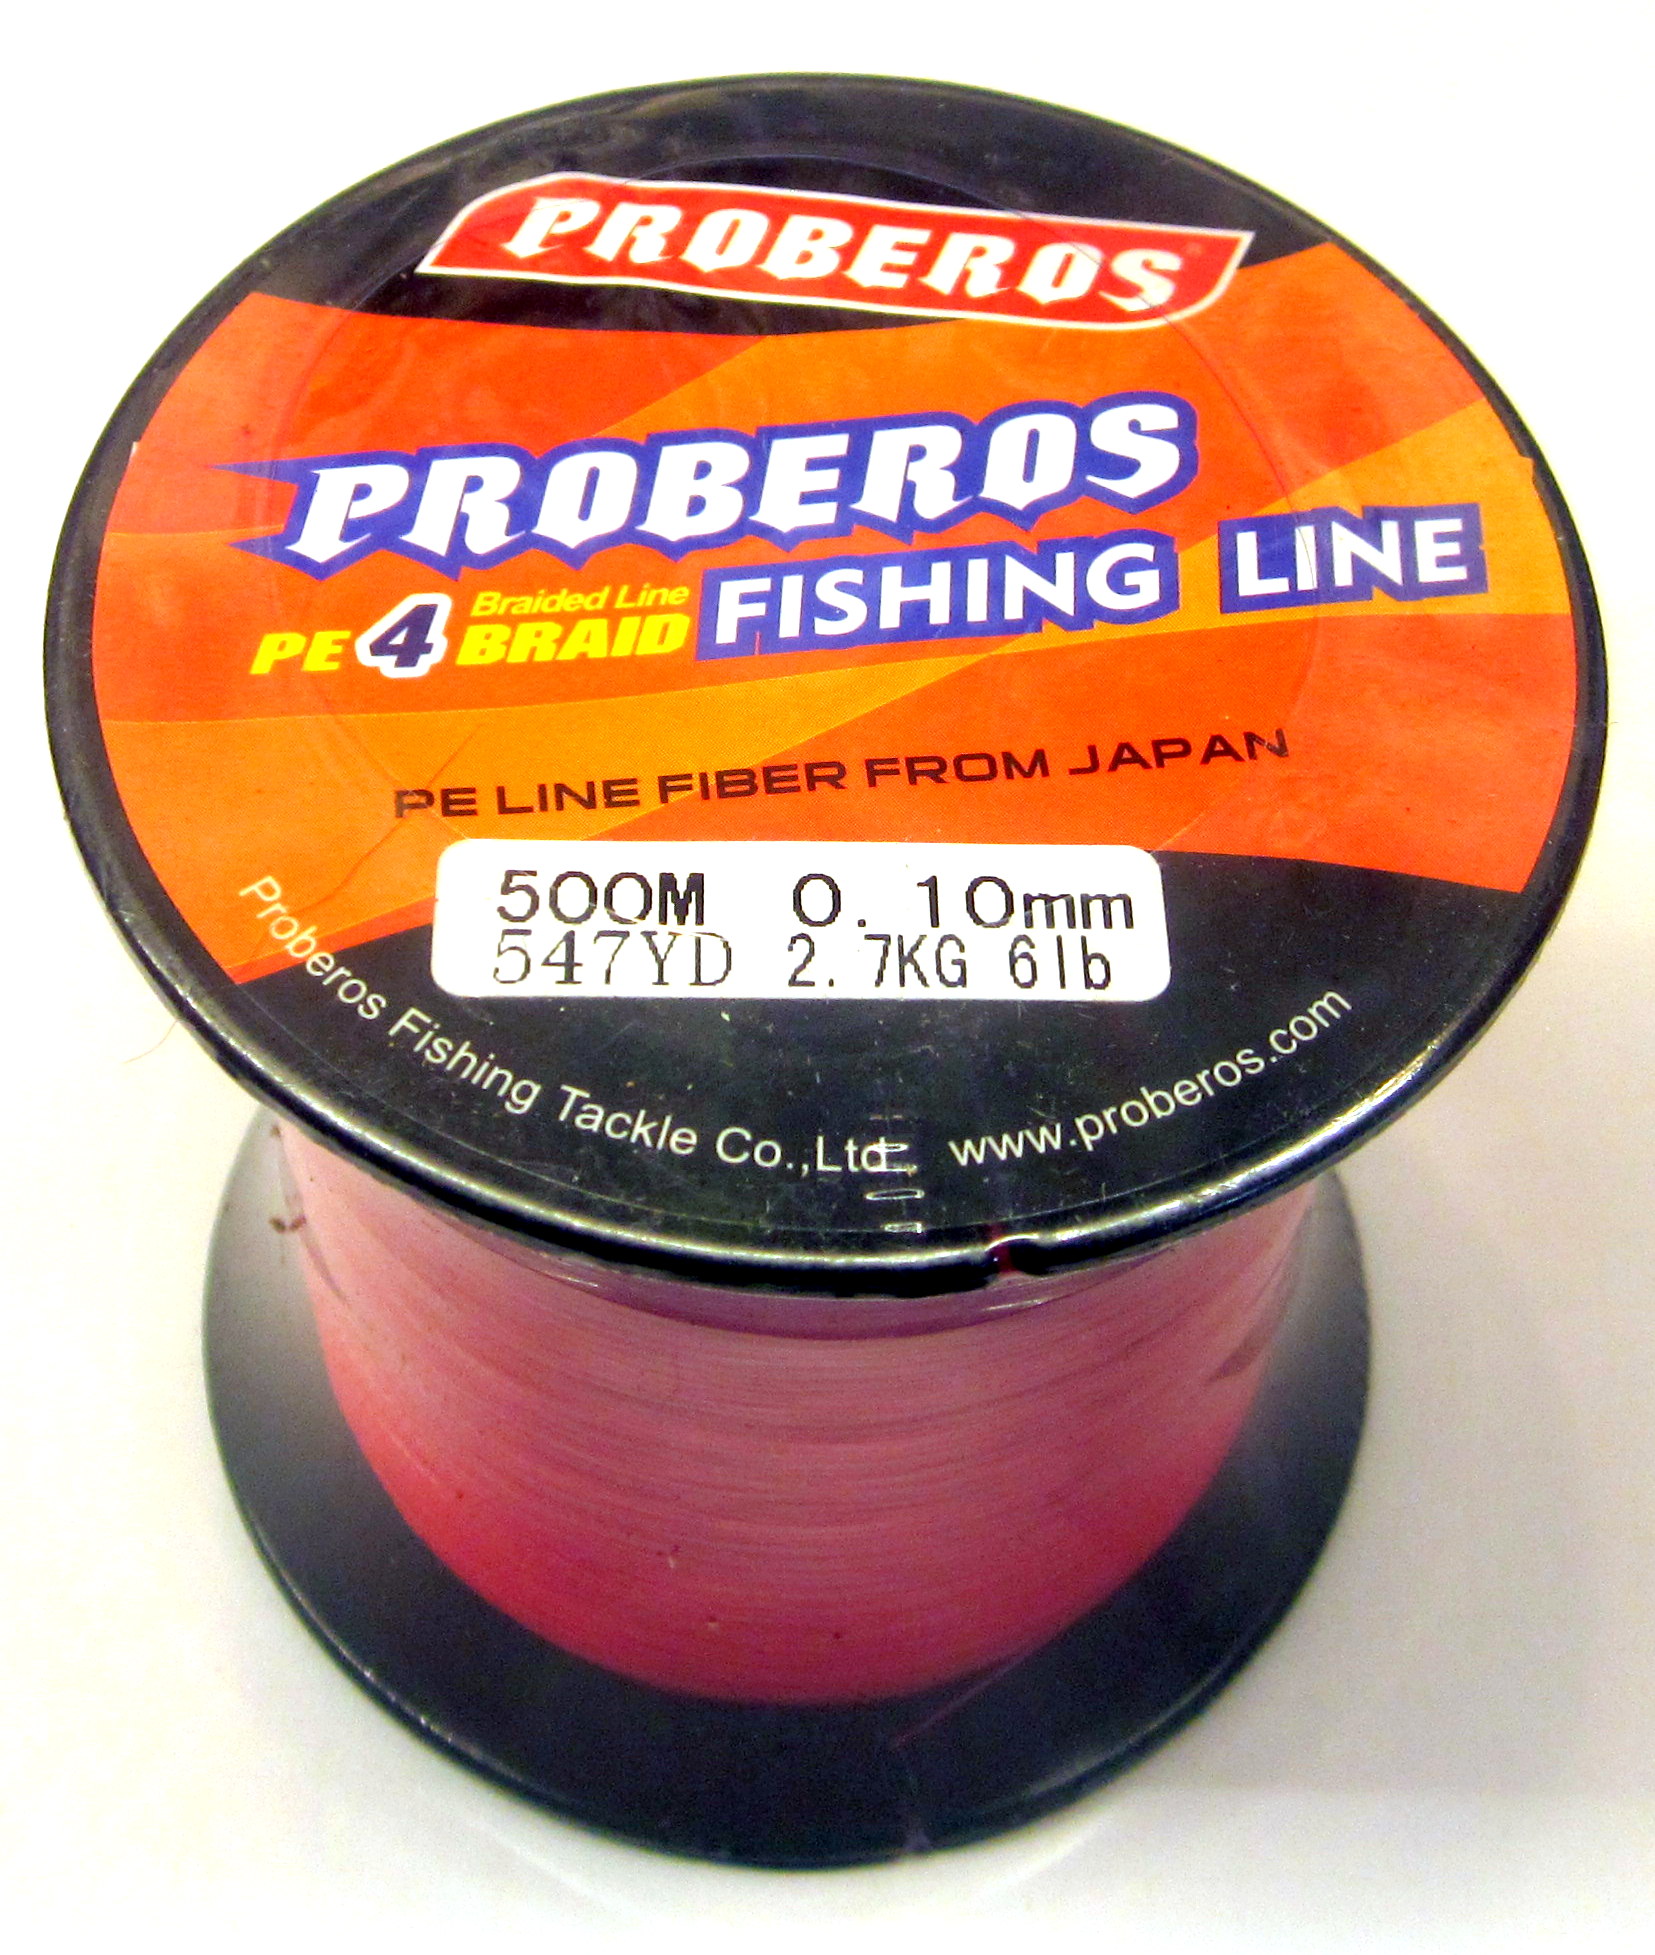 PROBEROS
PROBEROS
PE 4 Braided Line BRAID FISHING LINE
PE LINE FIBER FROM JAPAN
500M 0.10mm
547YD 2.7KG 6lb
Proberos Fishing Tackle Co.,Ltd. www.proberos.com